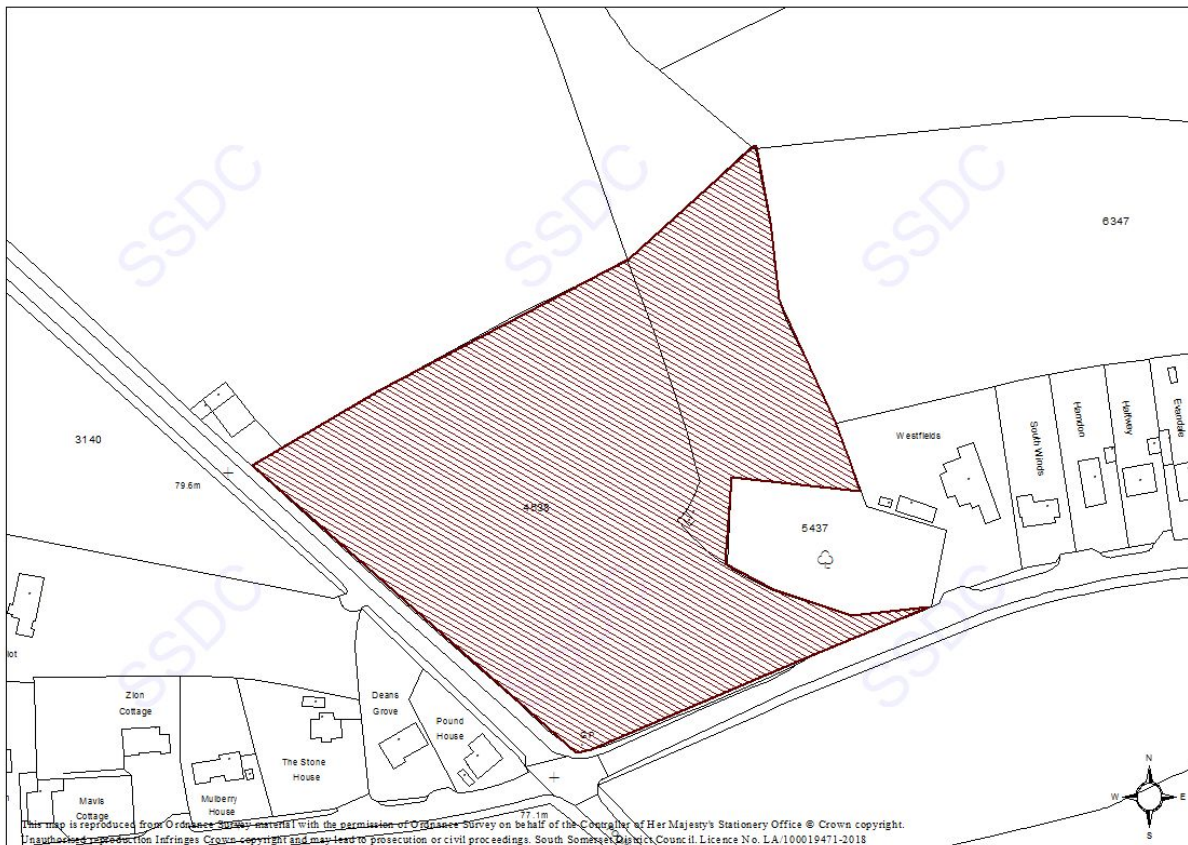 SSDC
SSDC
SSDC
6347
3140
79.6m
4638
Westfields
South Winds
Hamdon
Halfway
Evandale
5437
SSDC
SSDC
SSDC
lot
Zion
Cottage
Deans
Grove
Pound
House
The Stone
House
Mavis
Cottage
Mulberry
House
GP
77.1m
N
W
E
S
This map is reproduced from Ordnance Survey material with the permission of Ordnance Survey on behalf of the Controller of Her Majesty's Stationery Office © Crown copyright.
Unauthorised reproduction Infringes Crown copyright and may lead to prosecution or civil proceedings. South Somerset District Council. Licence No. LA/100019471-2018